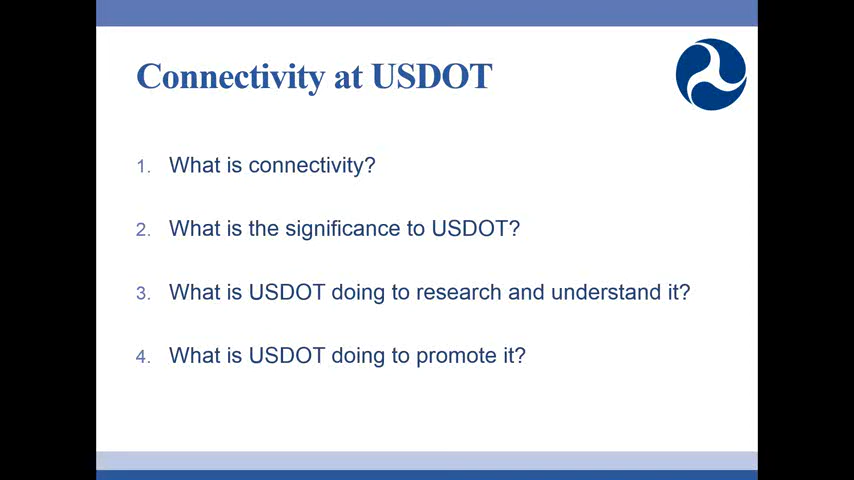 Connectivity at USDOT
1. What is connectivity?
2. What is the significance to USDOT?
3. What is USDOT doing to research and understand it?
4. What is USDOT doing to promote it?